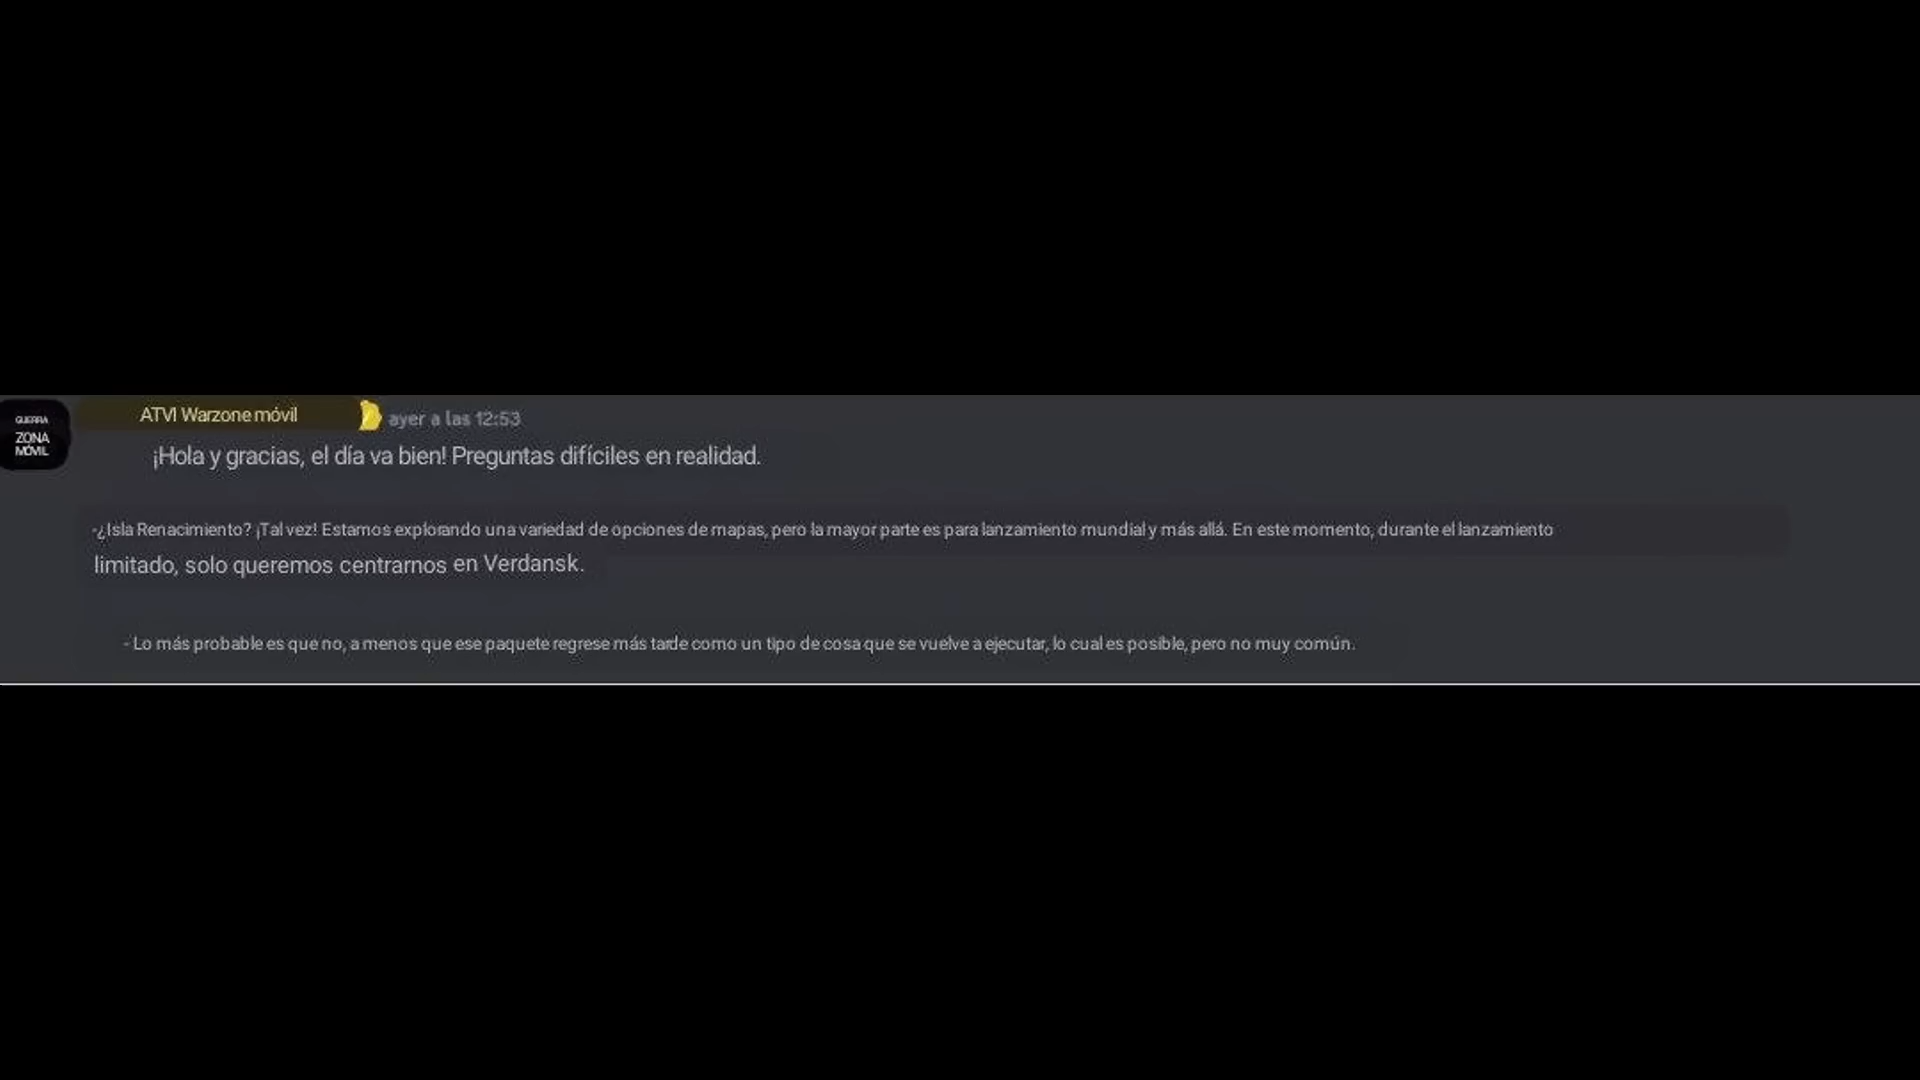 GUERRA
ZONA
MÓVIL
ATVI Warzone móvil
ayer a las 12:53
¡Hola y gracias, el día va bien! Preguntas difíciles en realidad.
-¿Isla Renacimiento? ¡Tal vez! Estamos explorando una variedad de opciones de mapas, pero la mayor parte es para lanzamiento mundial y más allá. En este momento, durante el lanzamiento
limitado, solo queremos centrarnos en Verdansk.
- Lo más probable es que no, a menos que ese paquete regrese más tarde como un tipo de cosa que se vuelve a ejecutar, lo cual es posible, pero no muy común.